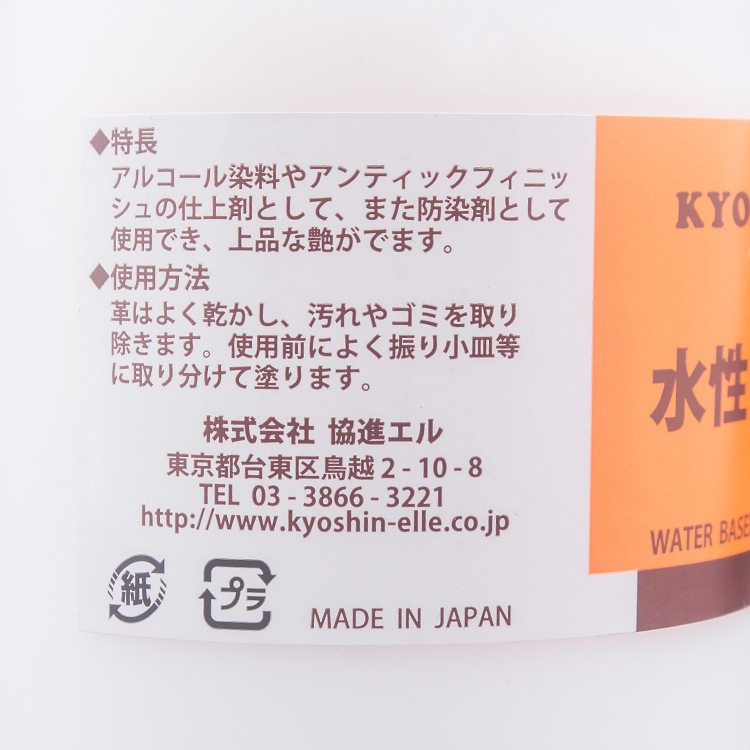 ◆特長
アルコール染料やアンティックフィニッ
シュの仕上剤として、また防染剤として
使用でき、上品な艶がでます。
◆使用方法
革はよく乾かし、汚れやゴミを取り
除きます。使用前によく振り小皿等
に取り分けて塗ります。
株式会社 協進エル
東京都台東区鳥越2-10-8
TEL 03-3866-3221
http://www.kyoshin-elle.co.jp
紙
プラ
MADE IN JAPAN
KYO
水性
WATER BASE